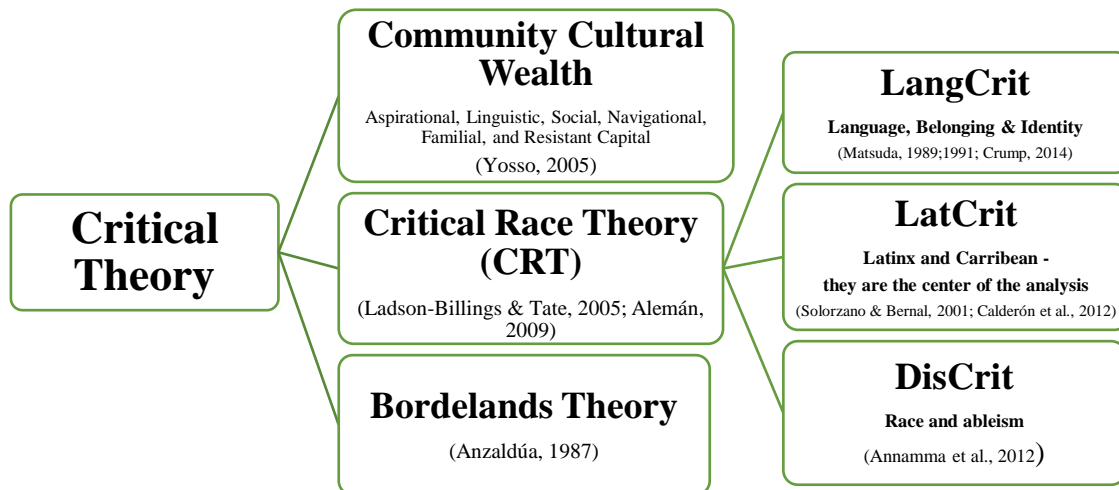 Critical
Theory
Community Cultural
Wealth
Aspirational, Linguistic, Social, Navigational,
Familial, and Resistant Capital
(Yosso, 2005)
Critical Race Theory
(CRT)
(Ladson-Billings & Tate, 2005; Alemán,
2009)
Bordelands Theory
(Anzaldúa, 1987)
LangCrit
Language, Belonging & Identity
(Matsuda, 1989;1991; Crump, 2014)
LatCrit
Latinx and Carribean -
they are the center of the analysis
(Solorzano & Bernal, 2001; Calderón et al., 2012)
DisCrit
Race and ableism
(Annamma et al., 2012)